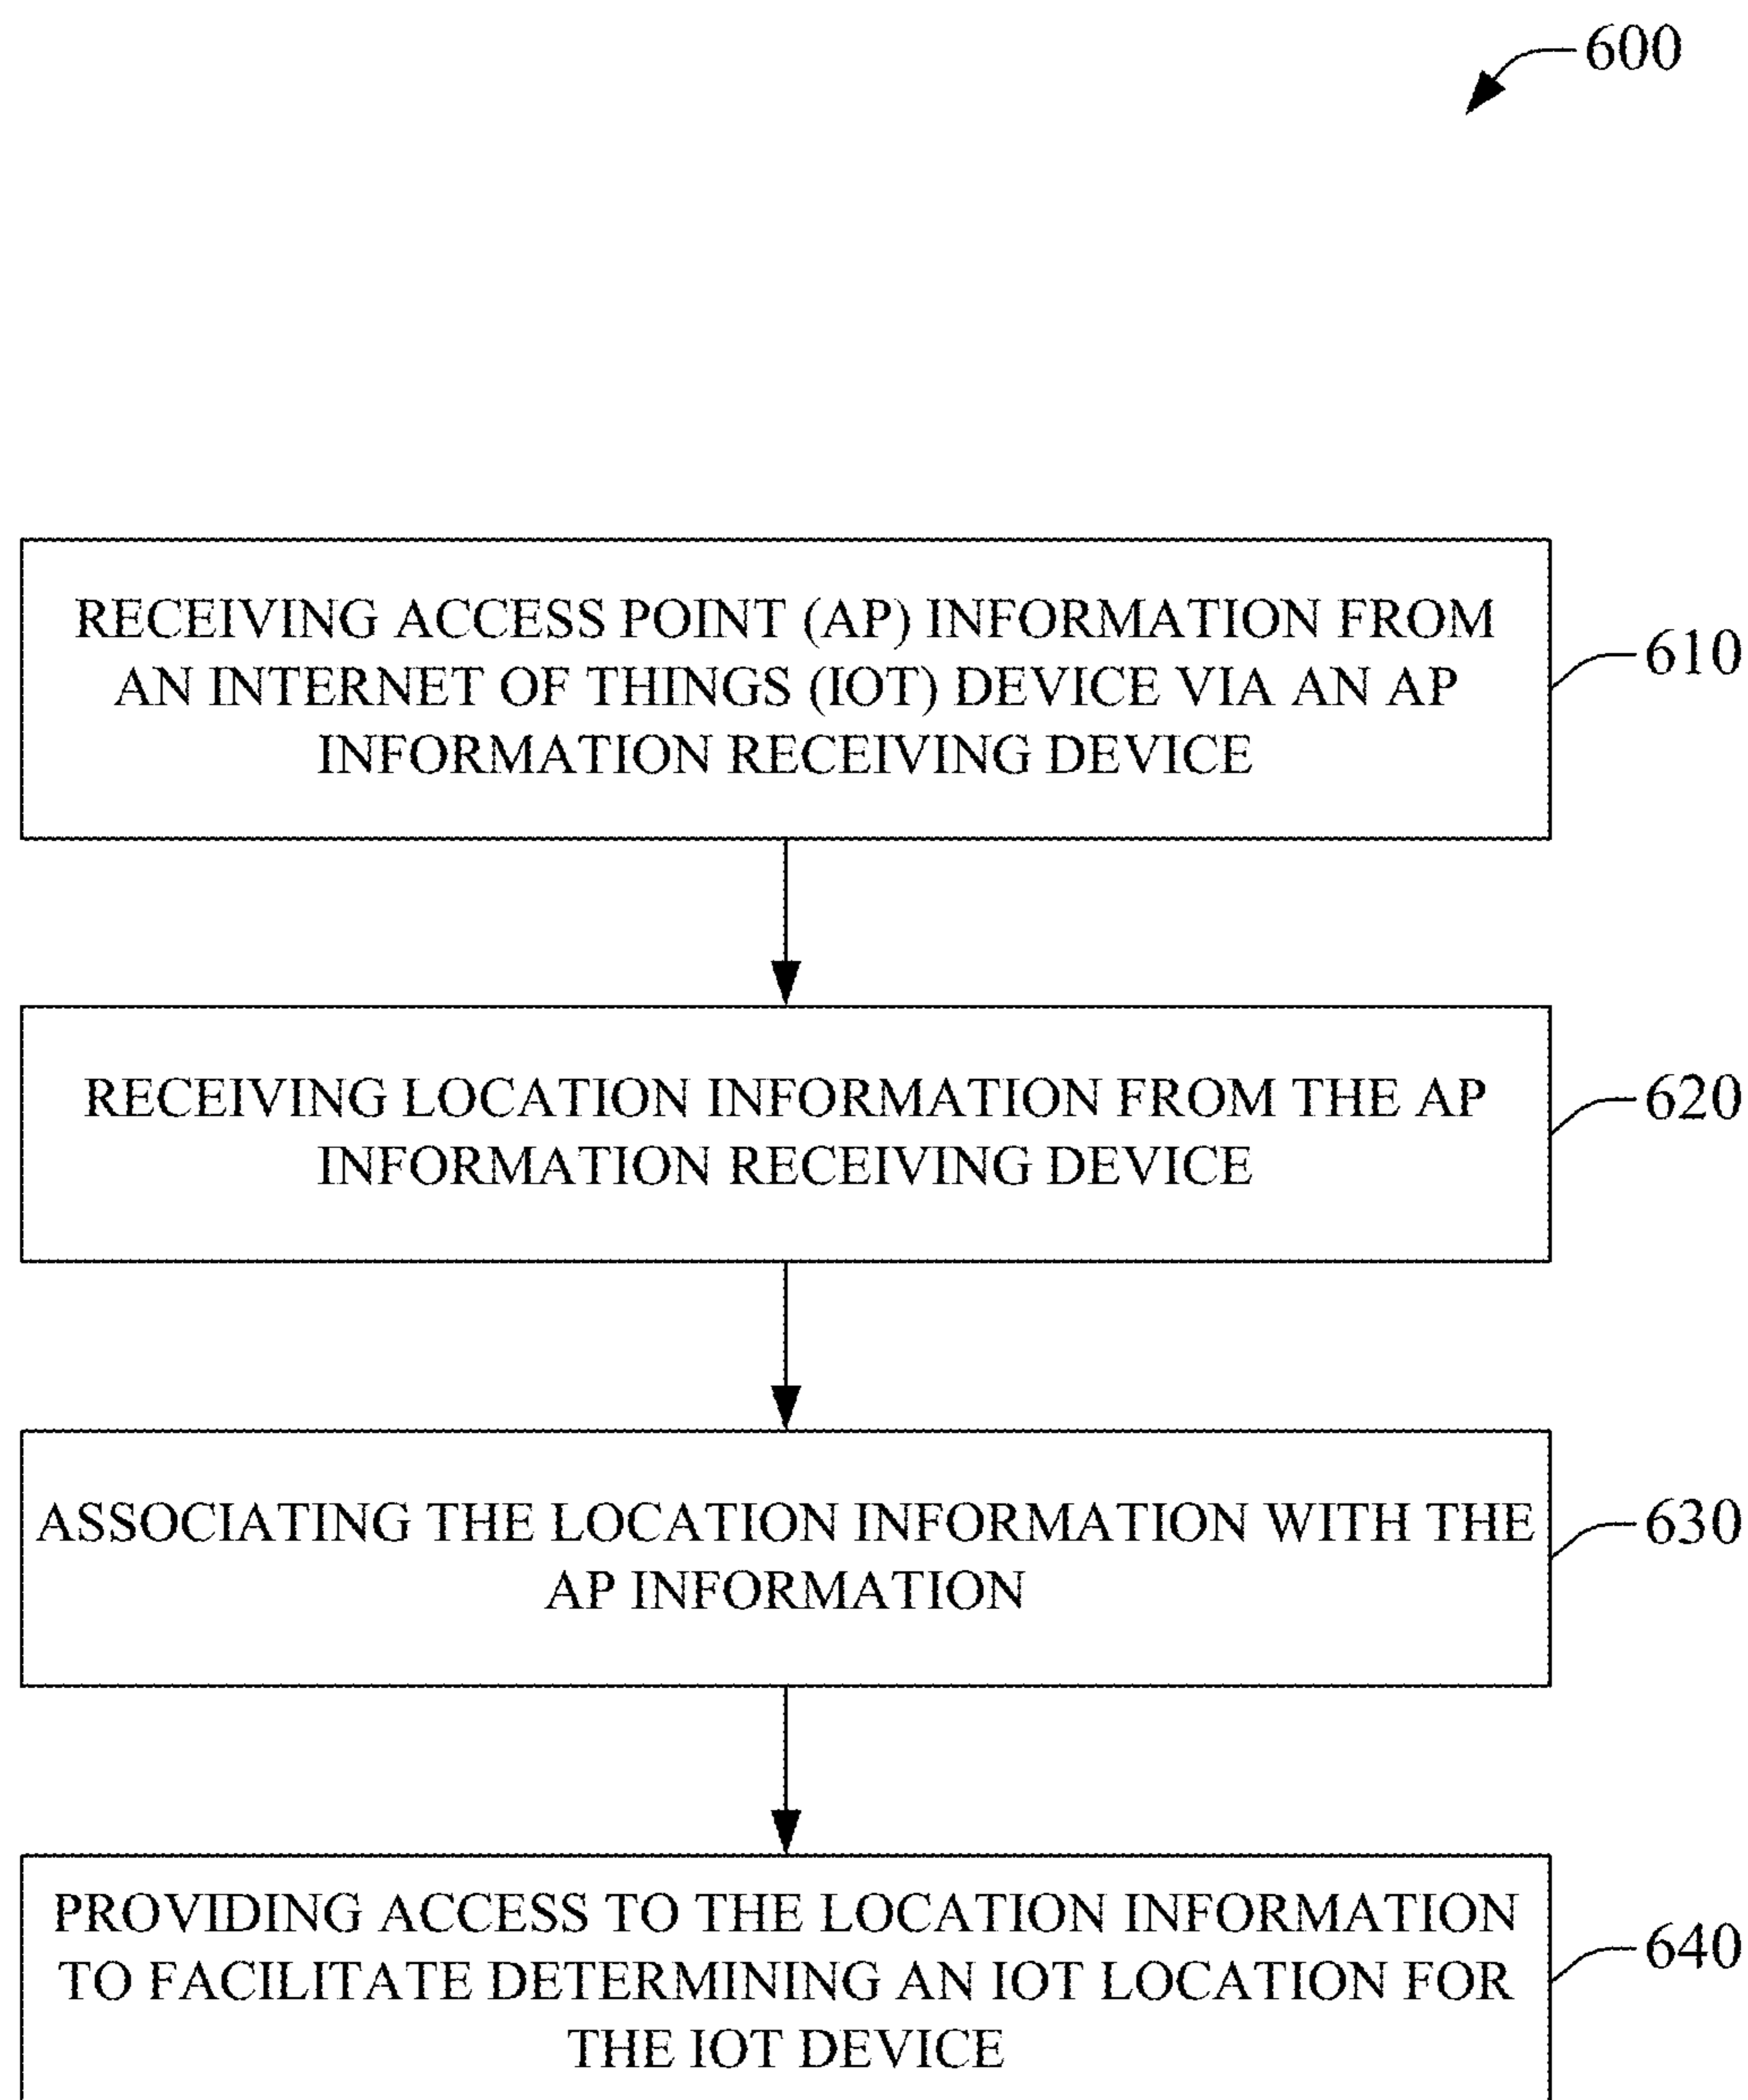 600
RECEIVING ACCESS POINT (AP) INFORMATION FROM
AN INTERNET OF THINGS (IOT) DEVICE VIA AN AP
INFORMATION RECEIVING DEVICE
610
RECEIVING LOCATION INFORMATION FROM THE AP
INFORMATION RECEIVING DEVICE
620
ASSOCIATING THE LOCATION INFORMATION WITH THE
AP INFORMATION
630
PROVIDING ACCESS TO THE LOCATION INFORMATION
TO FACILITATE DETERMINING AN IOT LOCATION FOR
THE IOT DEVICE
640